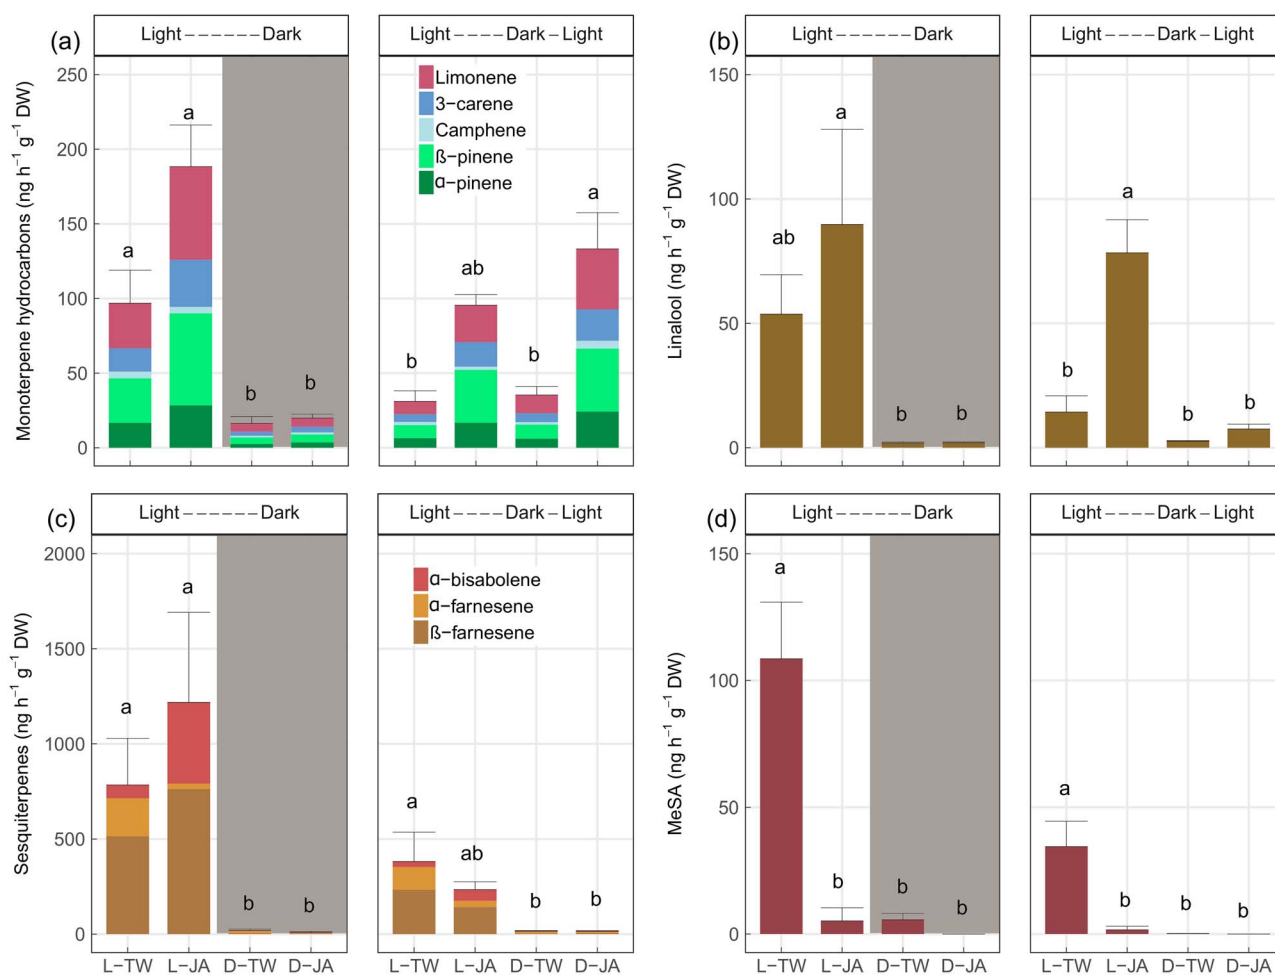 (a)
Light − − − − − − Dark
Light − − − − Dark − Light
Monoterpene hydrocarbons (ng h⁻¹ g⁻¹ DW)
250
200
150
100
50
0
a
a
b
b
Limonene
3−carene
Camphene
ß−pinene
ɑ−pinene
b
ab
b
a
(b)
Light − − − − − − Dark
Light − − − − Dark − Light
Linalool (ng h⁻¹ g⁻¹ DW)
150
100
50
0
ab
a
b
b
b
a
b
b
(c)
Light − − − − − − Dark
Light − − − − Dark − Light
Sesquiterpenes (ng h⁻¹ g⁻¹ DW)
2000
1500
1000
500
0
a
a
b
b
ɑ−bisabolene
ɑ−farnesene
ß−farnesene
a
ab
b
b
L−TW L−JA D−TW D−JA
L−TW L−JA D−TW D−JA
(d)
Light − − − − − − Dark
Light − − − − Dark − Light
MeSA (ng h⁻¹ g⁻¹ DW)
150
100
50
0
a
b
b
b
a
b
b
b
L−TW L−JA D−TW D−JA
L−TW L−JA D−TW D−JA